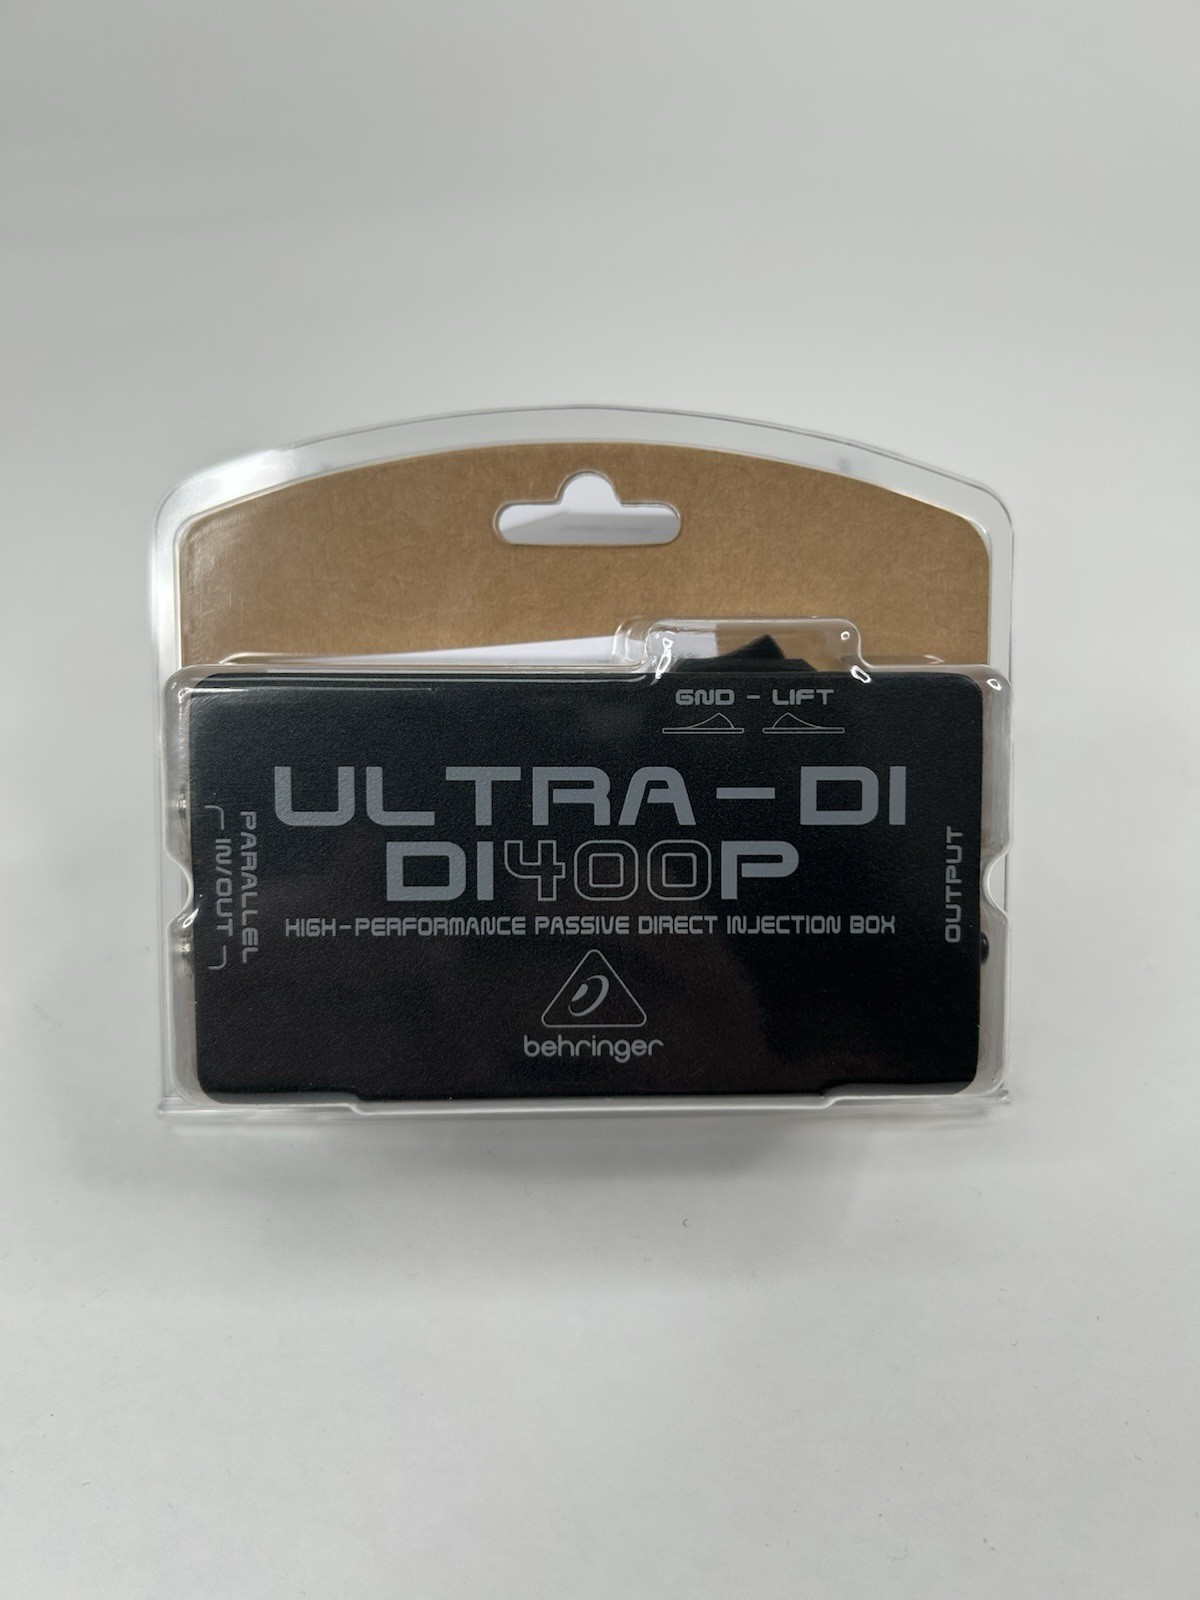 GND - LIFT
ULTRA-DI
DI400P
HIGH-PERFORMANCE PASSIVE DIRECT INJECTION BOX
PARALLEL
IN/OUT
OUTPUT
behringer